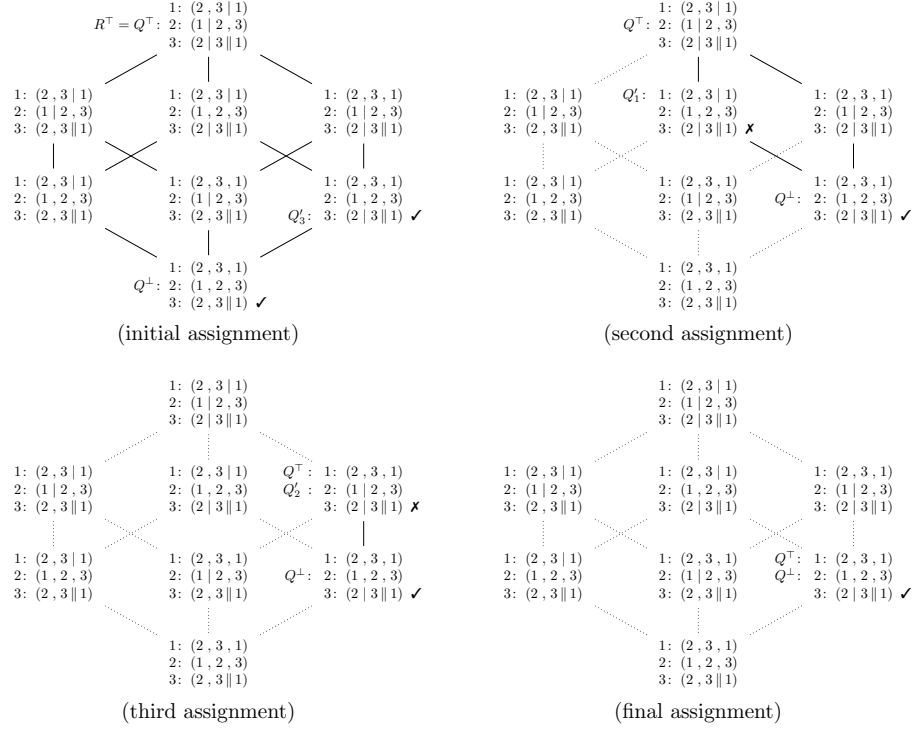 1: (2 , 3 | 1)
R⊤ = Q⊤: 2: (1 | 2 , 3)
3: (2 | 3 ‖ 1)
1: (2 , 3 | 1) 1: (2 , 3 | 1) 1: (2 , 3 , 1)
2: (1 | 2 , 3) 2: (1 , 2 , 3) 2: (1 | 2 , 3)
3: (2 , 3 ‖ 1) 3: (2 | 3 ‖ 1) 3: (2 | 3 ‖ 1)
1: (2 , 3 | 1) 1: (2 , 3 , 1) 1: (2 , 3 , 1)
2: (1 , 2 , 3) 2: (1 | 2 , 3) 2: (1 , 2 , 3)
3: (2 , 3 ‖ 1) 3: (2 , 3 ‖ 1) Q′₃: 3: (2 | 3 ‖ 1) ✓
1: (2 , 3 , 1)
Q⊥: 2: (1 , 2 , 3)
3: (2 , 3 ‖ 1) ✓
(initial assignment)
1: (2 , 3 | 1)
Q⊤: 2: (1 | 2 , 3)
3: (2 | 3 ‖ 1)
1: (2 , 3 | 1) Q′₁: 1: (2 , 3 | 1) 1: (2 , 3 , 1)
2: (1 | 2 , 3) 2: (1 , 2 , 3) 2: (1 | 2 , 3)
3: (2 , 3 ‖ 1) 3: (2 | 3 ‖ 1) ✗ 3: (2 | 3 ‖ 1)
1: (2 , 3 | 1) 1: (2 , 3 , 1) 1: (2 , 3 , 1)
2: (1 , 2 , 3) 2: (1 | 2 , 3) Q⊥: 2: (1 , 2 , 3)
3: (2 , 3 ‖ 1) 3: (2 , 3 ‖ 1) 3: (2 | 3 ‖ 1) ✓
1: (2 , 3 , 1)
2: (1 , 2 , 3)
3: (2 , 3 ‖ 1)
(second assignment)
1: (2 , 3 | 1)
2: (1 | 2 , 3)
3: (2 | 3 ‖ 1)
1: (2 , 3 | 1) 1: (2 , 3 | 1) Q⊤: 1: (2 , 3 , 1)
2: (1 | 2 , 3) 2: (1 , 2 , 3) Q′₂: 2: (1 | 2 , 3)
3: (2 , 3 ‖ 1) 3: (2 | 3 ‖ 1) 3: (2 | 3 ‖ 1) ✗
1: (2 , 3 | 1) 1: (2 , 3 , 1) 1: (2 , 3 , 1)
2: (1 , 2 , 3) 2: (1 | 2 , 3) Q⊥: 2: (1 , 2 , 3)
3: (2 , 3 ‖ 1) 3: (2 , 3 ‖ 1) 3: (2 | 3 ‖ 1) ✓
1: (2 , 3 , 1)
2: (1 , 2 , 3)
3: (2 , 3 ‖ 1)
(third assignment)
1: (2 , 3 | 1)
2: (1 | 2 , 3)
3: (2 | 3 ‖ 1)
1: (2 , 3 | 1) 1: (2 , 3 | 1) 1: (2 , 3 , 1)
2: (1 | 2 , 3) 2: (1 , 2 , 3) 2: (1 | 2 , 3)
3: (2 , 3 ‖ 1) 3: (2 | 3 ‖ 1) 3: (2 | 3 ‖ 1)
1: (2 , 3 | 1) 1: (2 , 3 , 1) Q⊤: 1: (2 , 3 , 1)
2: (1 , 2 , 3) 2: (1 | 2 , 3) Q⊥: 2: (1 , 2 , 3)
3: (2 , 3 ‖ 1) 3: (2 , 3 ‖ 1) 3: (2 | 3 ‖ 1) ✓
1: (2 , 3 , 1)
2: (1 , 2 , 3)
3: (2 , 3 ‖ 1)
(final assignment)